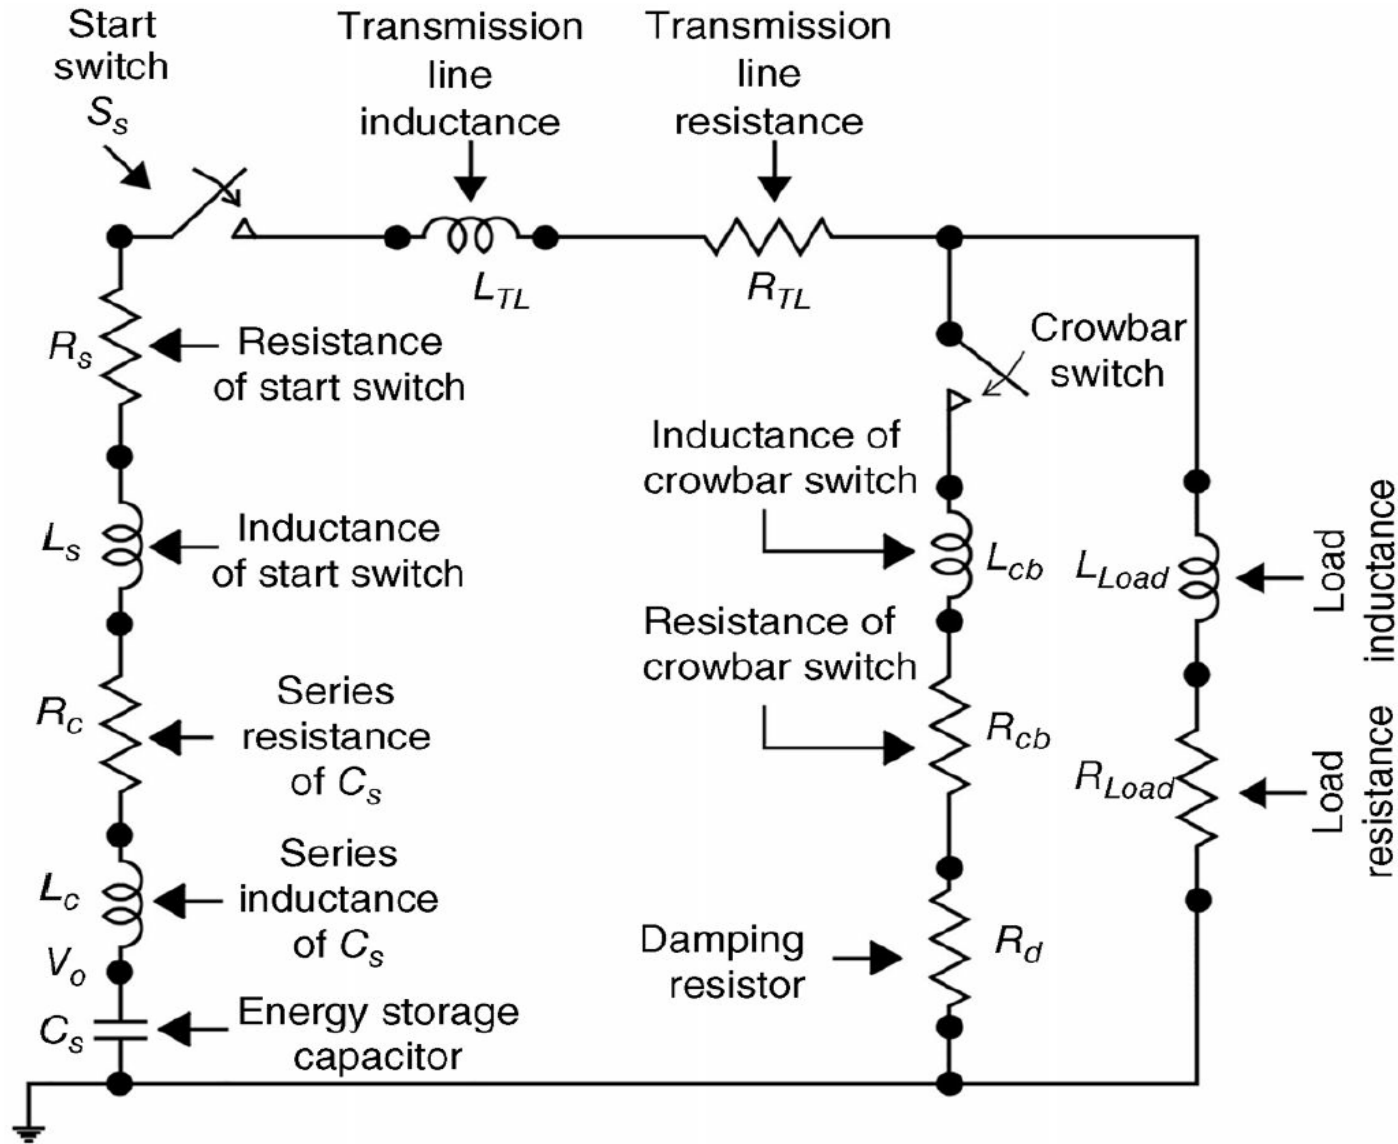 Start
switch
Ss
Transmission
line
inductance
Transmission
line
resistance
LTL
RTL
Rs
Resistance
of start switch
Crowbar
switch
Inductance of
crowbar switch
Ls
Inductance
of start switch
Lcb
LLoad
Load
inductance
Resistance of
crowbar switch
Rc
Series
resistance
of Cs
Rcb
RLoad
Load
resistance
Lc
Series
inductance
of Cs
Damping
resistor
Rd
Vo
Cs
Energy storage
capacitor